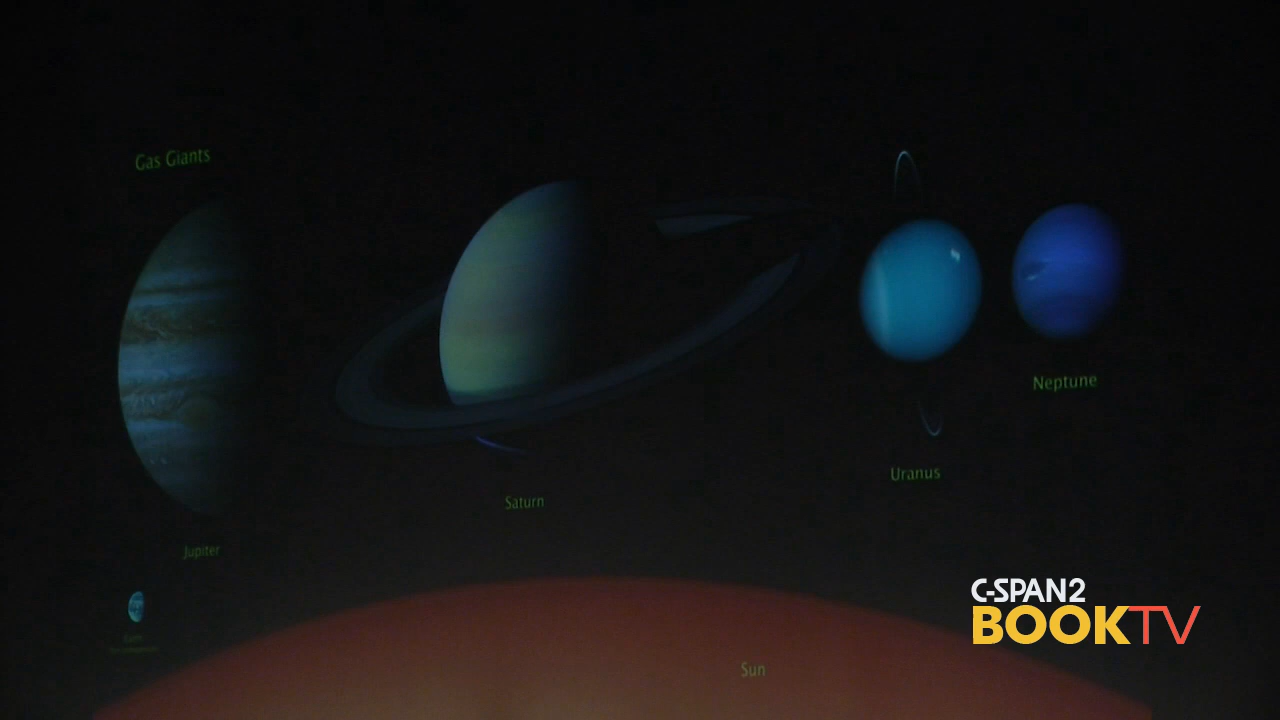 Gas Giants
Neptune
Uranus
Saturn
Jupiter
C-SPAN2
BOOKTV
Sun